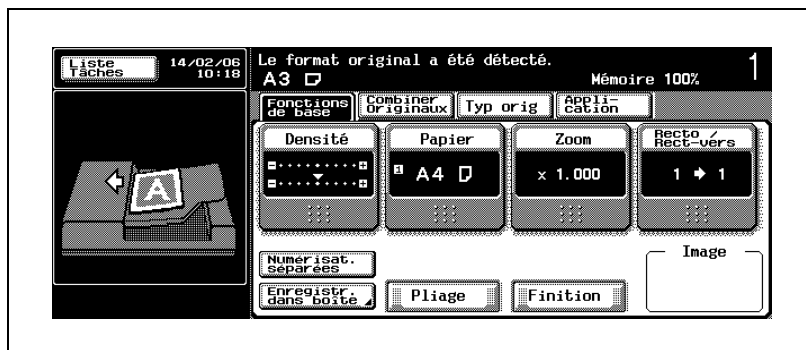 Liste
Tâches
14/02/06
10:18
Le format original a été détecté.
A3
Mémoire 100%
1
Fonctions
de base
Combiner
Originaux
Typ orig
Appli-
cation
Densité
Papier
Zoom
Recto /
Rect-vers
1 A4
× 1.000
1 ➔ 1
A
Numérisat.
séparées
Enregistr.
dans boîte
Pliage
Finition
Image